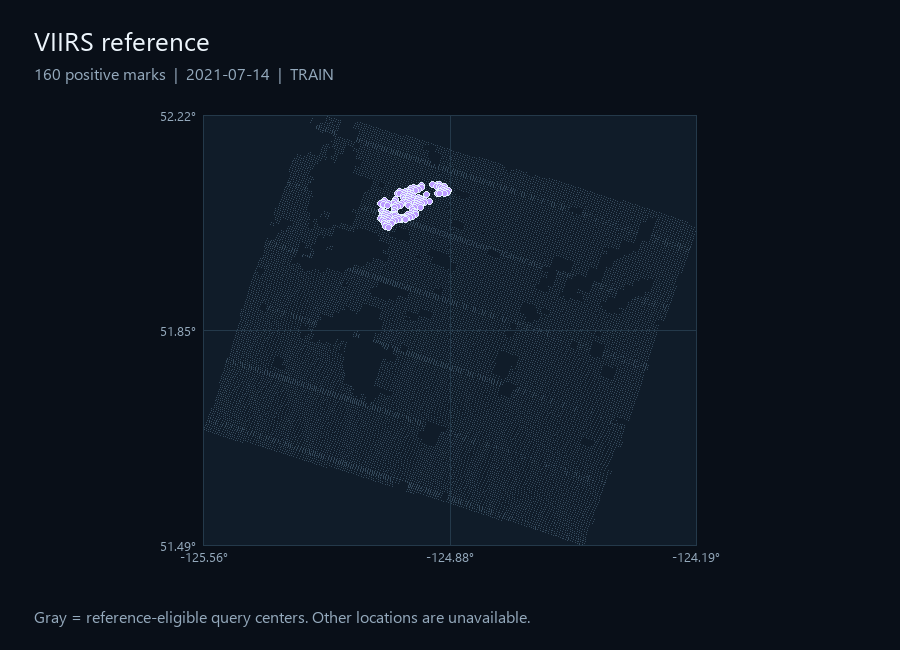 VIIRS reference
160 positive marks | 2021-07-14 | TRAIN
52.22°
51.85°
51.49°
-125.56° -124.88° -124.19°
Gray = reference-eligible query centers. Other locations are unavailable.